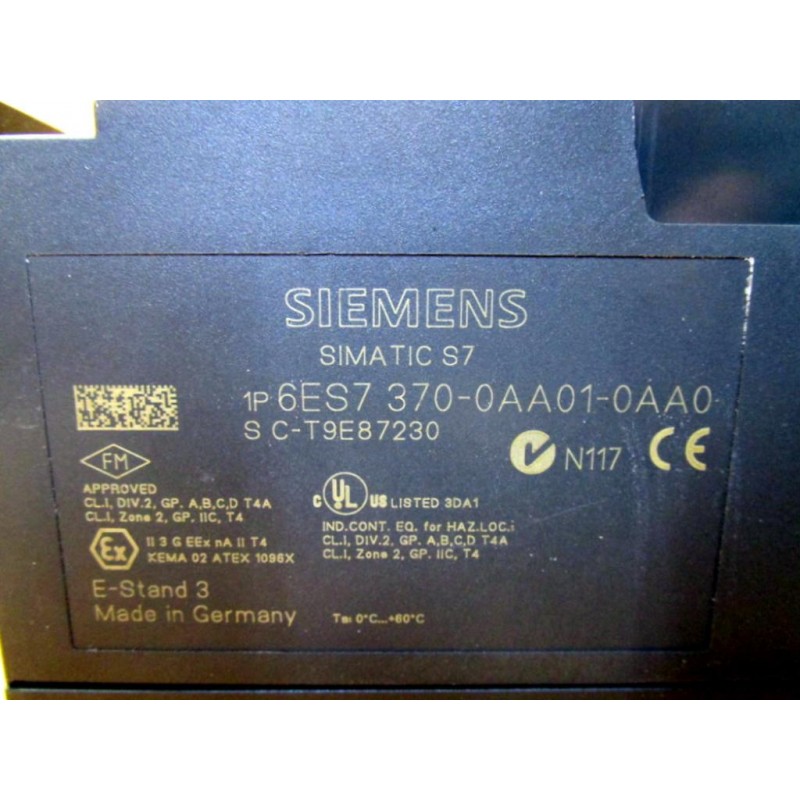 SIEMENS
SIMATIC S7
1P 6ES7 370-0AA01-0AA0
S C-T9E87230
N117 CE
FM
APPROVED
CL.I, DIV.2, GP. A,B,C,D T4A
CL.I, Zone 2, GP. IIC, T4
C UL US LISTED 3DA1
IND.CONT. EQ. for HAZ.LOC.:
CL.I, DIV.2, GP. A,B,C,D T4A
CL.I, Zone 2, GP. IIC, T4
Ex II 3 G EEx nA II T4
KEMA 02 ATEX 1096X
E-Stand 3
Made in Germany
Ta: 0°C...+60°C